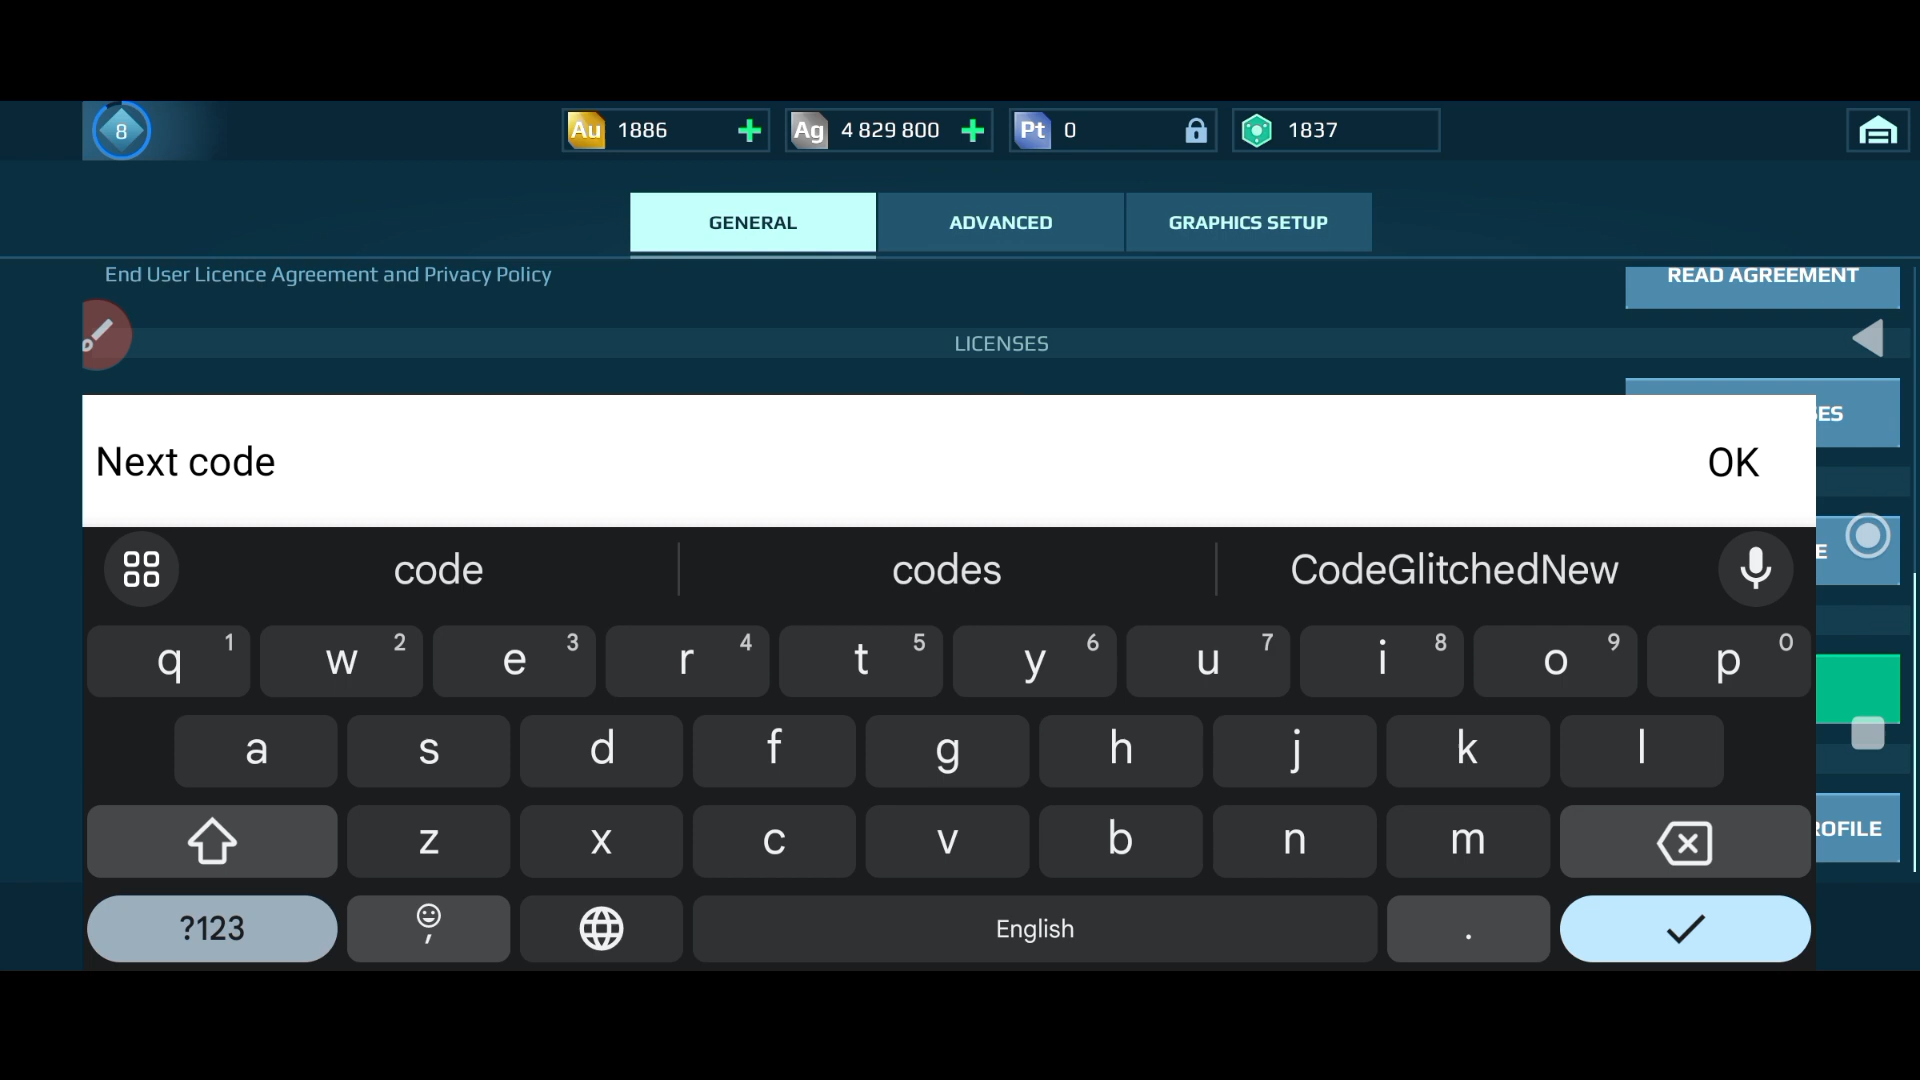 8
Au 1886 +
Ag 4 829 800 +
Pt 0
1837
GENERAL
ADVANCED
GRAPHICS SETUP
End User Licence Agreement and Privacy Policy
READ AGREEMENT
LICENSES
Next code
OK
code
codes
CodeGlitchedNew
q 1 w 2 e 3 r 4 t 5 y 6 u 7 i 8 o 9 p 0
a s d f g h j k l
z x c v b n m
?123 , English .